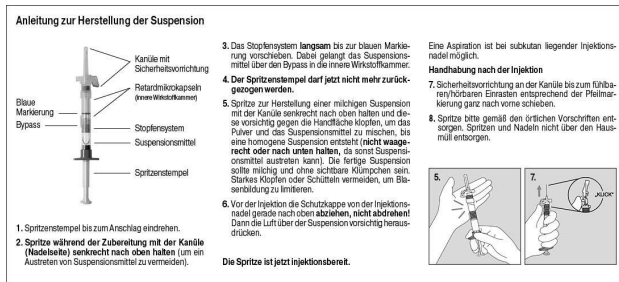 Anleitung zur Herstellung der Suspension
Kanüle mit
Sicherheitsvorrichtung
Retardmikrokapseln
(innere Wirkstoffkammer)
Blaue
Markierung
Bypass
Stopfensystem
Suspensionsmittel
Spritzenstempel
1. Spritzenstempel bis zum Anschlag eindrehen.
2. Spritze während der Zubereitung mit der Kanüle
(Nadelseite) senkrecht nach oben halten (um ein
Austreten von Suspensionsmittel zu vermeiden).
3. Das Stopfensystem langsam bis zur blauen Markie-
rung vorschieben. Dabei gelangt das Suspensions-
mittel über den Bypass in die innere Wirkstoffkammer.
4. Der Spritzenstempel darf jetzt nicht mehr zurück-
gezogen werden.
5. Spritze zur Herstellung einer milchigen Suspension
mit der Kanüle senkrecht nach oben halten und die-
se vorsichtig gegen die Handfläche klopfen, um das
Pulver und das Suspensionsmittel zu mischen, bis
eine homogene Suspension entsteht (nicht waage-
recht oder nach unten halten, da sonst Suspensi-
onsmittel austreten kann). Die fertige Suspension
sollte milchig und ohne sichtbare Klümpchen sein.
Starkes Klopfen oder Schütteln vermeiden, um Bla-
senbildung zu limitieren.
6. Vor der Injektion die Schutzkappe von der Injektions-
nadel gerade nach oben abziehen, nicht abdrehen!
Dann die Luft über der Suspension vorsichtig heraus-
drücken.
Die Spritze ist jetzt injektionsbereit.
Eine Aspiration ist bei subkutan liegender Injektions-
nadel möglich.
Handhabung nach der Injektion
7. Sicherheitsvorrichtung an der Kanüle bis zum fühlba-
ren/hörbaren Einrasten entsprechend der Pfeilmar-
kierung ganz nach vorne schieben.
8. Spritze bitte gemäß den örtlichen Vorschriften ent-
sorgen. Spritzen und Nadeln nicht über den Haus-
müll entsorgen.
5.
7.
„KLICK"